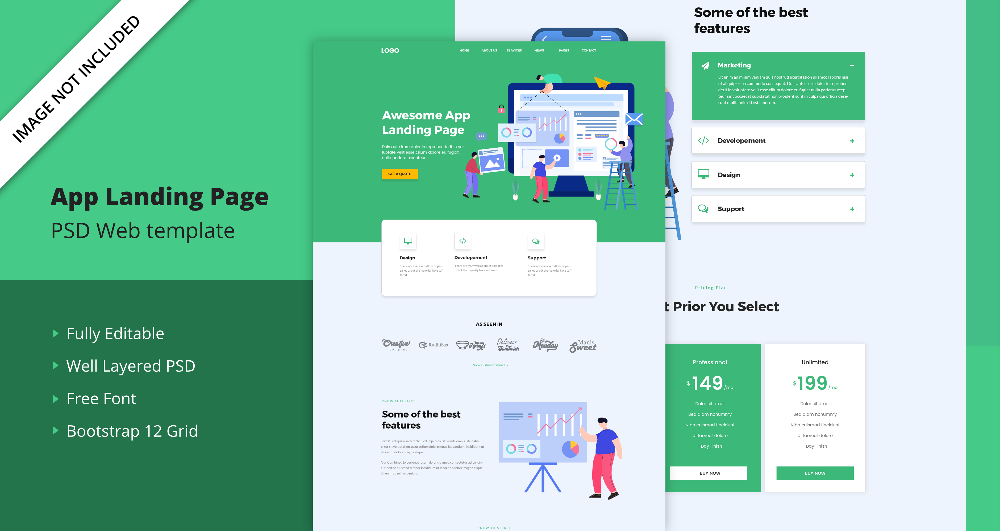 IMAGE NOT INCLUDED
App Landing Page
PSD Web template
Fully Editable
Well Layered PSD
Free Font
Bootstrap 12 Grid
LOGO
HOME ABOUT US SERVICES NEWS PAGES CONTACT
Awesome App
Landing Page
Duis aute irure dolor in reprehenderit in vo-
luptate velit esse cillum dolore eu fugiat
nulla pariatur xcepteur
GET A QUOTE
Design
There are many variations of pas-
sages of but the majority have suf-
fered
Developement
There are many variations of passages
of but the majority have suffered
Support
There are many variations of pas-
sages of but the majority have suf-
fered
AS SEEN IN
Creative
Company
RudhiSas
Warung
Normal
Delicious
Sandwich
Hip
Monday
Manis
Sweet
View customer stories >
KNOW THIS FIRST
Some of the best
features
Teritatis et quasi architecto. Sed ut perspiciatis unde omnis iste natus
error sit voluptatem accusantium dolore mque laudantium. Incididunt ut
labore et dolore magna aliqua.
Our Combined Experience ipsum dolor sit amet, consectetur adipisicing
elit, sed do eiusmod tempor incididunt ut labore et dolore magna aliqua.
Ut enim ad minim veniam.
KNOW THIS FIRST
Some of the best
features
Marketing
Ut enim ad minim veniam quis nostrud exercitation ullamco laboris nisi
ut aliquip ex ea commodo consequat. Duis aute irure dolor in reprehen-
derit in voluptate velit esse cillum dolore eu fugiat nulla pariatur xcep-
teur sint occaecat cupidatat non proident sunt in culpa qui officia dese-
runt mollit anim id est laborum.
Developement
Design
Support
Pricing Plan
t Prior You Select
Professional
$ 149 /mo
Dolor sit amet
Sed diam nonummy
Nibh euismod tincidunt
Ut laoreet dolore
1 Day Finish
BUY NOW
Unlimited
$ 199 /mo
Dolor sit amet
Sed diam nonummy
Nibh euismod tincidunt
Ut laoreet dolore
1 Day Finish
BUY NOW